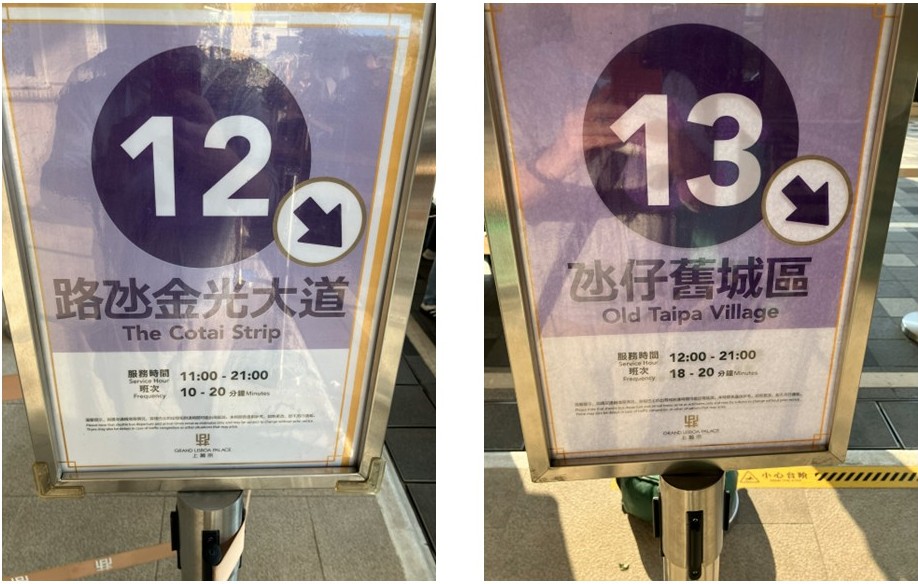 12
路氹金光大道
The Cotai Strip
服務時間 11:00 - 21:00
Service Hour
班次 10 - 20 分鐘 Minutes
Frequency
GRAND LISBOA PALACE
上葡京
13
氹仔舊城區
Old Taipa Village
服務時間 12:00 - 21:00
Service Hour
班次 18 - 20 分鐘 Minutes
Frequency
GRAND LISBOA PALACE
上葡京
小心台階